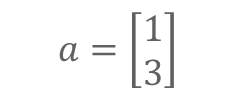 a = [1
3]